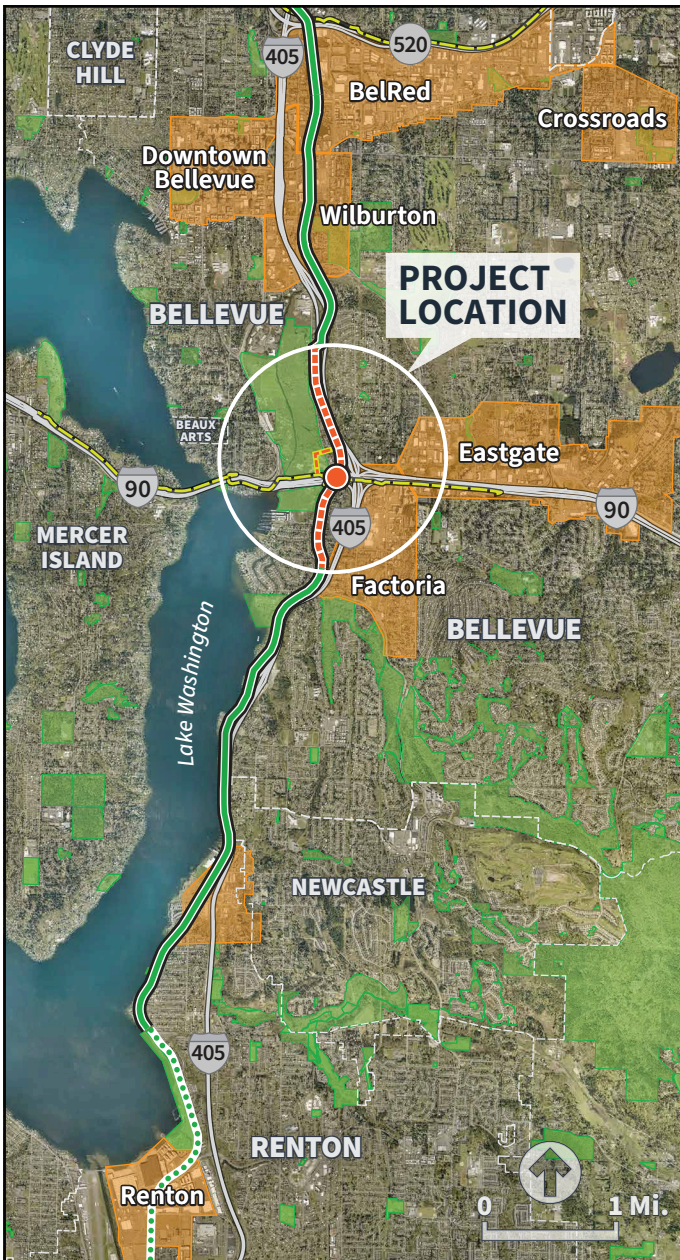 CLYDE
HILL
405
520
BelRed
Crossroads
Downtown
Bellevue
Wilburton
PROJECT
LOCATION
BELLEVUE
BEAUX
ARTS
Eastgate
90
90
405
MERCER
ISLAND
Factoria
BELLEVUE
Lake Washington
NEWCASTLE
405
RENTON
Renton
0 1 Mi.